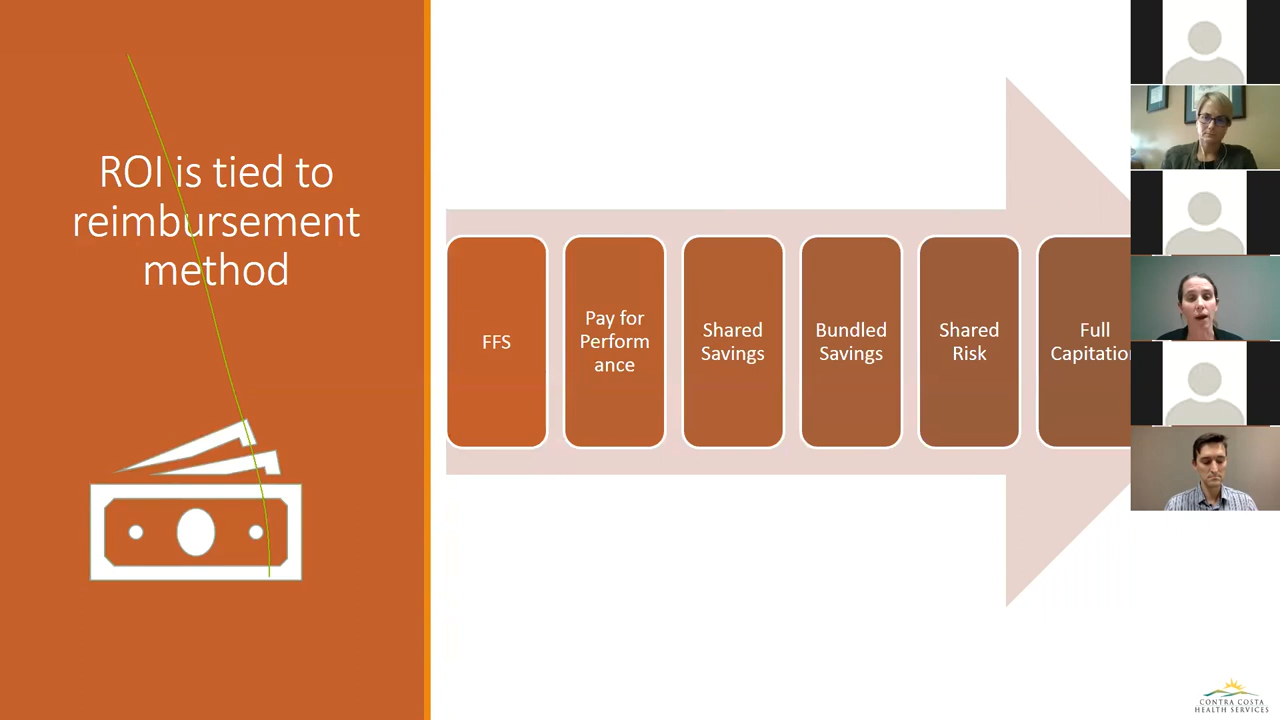 ROI is tied to
reimbursement
method
FFS
Pay for
Perform
ance
Shared
Savings
Bundled
Savings
Shared
Risk
Full
Capitatio
CONTRA COSTA
HEALTH SERVICES